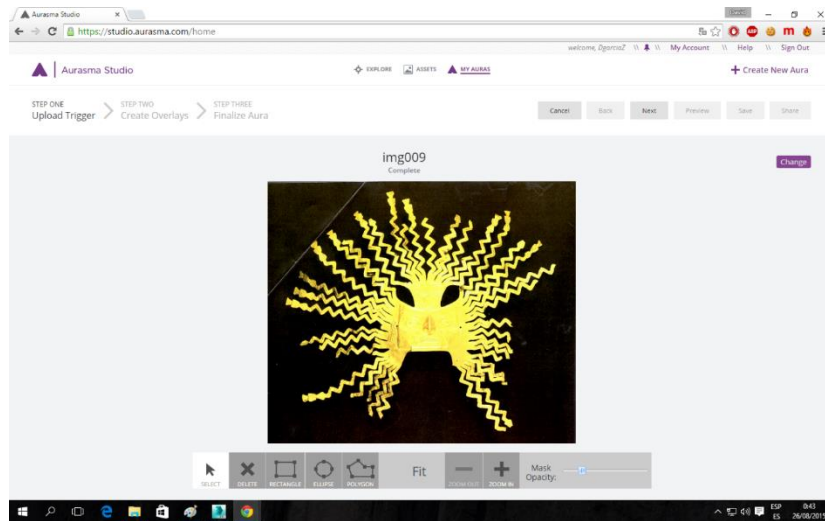 Aurasma Studio
https://studio.aurasma.com/home
welcome, DgarciaZ \\ \\ My Account \\ Help \\ Sign Out
Aurasma Studio
EXPLORE ASSETS MY AURAS
+ Create New Aura
STEP ONE STEP TWO STEP THREE
Upload Trigger Create Overlays Finalize Aura
Cancel Back Next Preview Save Share
img009
Complete
Change
SELECT DELETE RECTANGLE ELLIPSE POLYGON Fit ZOOM OUT ZOOM IN Mask Opacity:
ESP 0:43
ES 26/08/2015